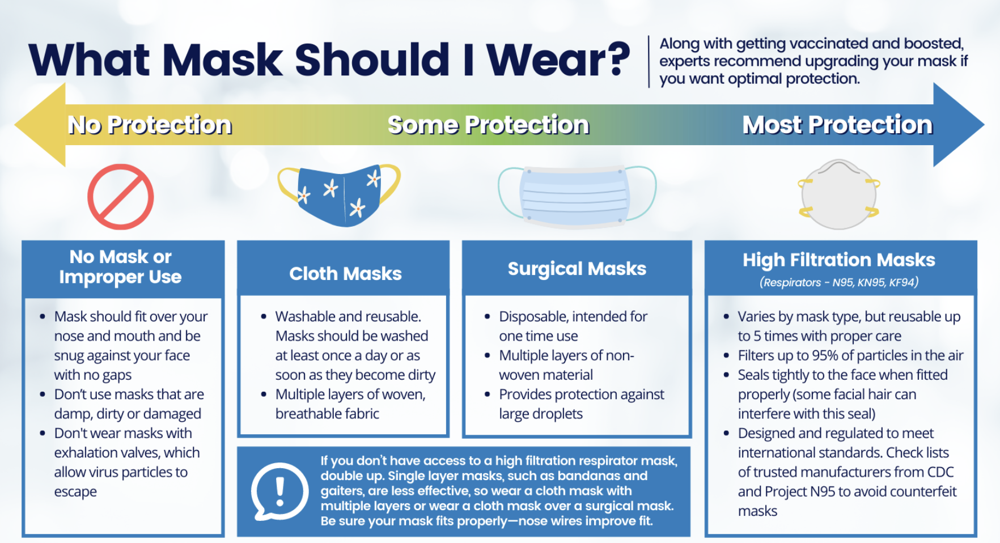 What Mask Should I Wear?
Along with getting vaccinated and boosted,
experts recommend upgrading your mask if
you want optimal protection.
No Protection
Some Protection
Most Protection
No Mask or
Improper Use
• Mask should fit over your
nose and mouth and be
snug against your face
with no gaps
• Don’t use masks that are
damp, dirty or damaged
• Don't wear masks with
exhalation valves, which
allow virus particles to
escape
Cloth Masks
• Washable and reusable.
Masks should be washed
at least once a day or as
soon as they become dirty
• Multiple layers of woven,
breathable fabric
Surgical Masks
• Disposable, intended for
one time use
• Multiple layers of non-
woven material
• Provides protection against
large droplets
If you don’t have access to a high filtration respirator mask,
double up. Single layer masks, such as bandanas and
gaiters, are less effective, so wear a cloth mask with
multiple layers or wear a cloth mask over a surgical mask.
Be sure your mask fits properly—nose wires improve fit.
High Filtration Masks
(Respirators - N95, KN95, KF94)
• Varies by mask type, but reusable up
to 5 times with proper care
• Filters up to 95% of particles in the air
• Seals tightly to the face when fitted
properly (some facial hair can
interfere with this seal)
• Designed and regulated to meet
international standards. Check lists
of trusted manufacturers from CDC
and Project N95 to avoid counterfeit
masks